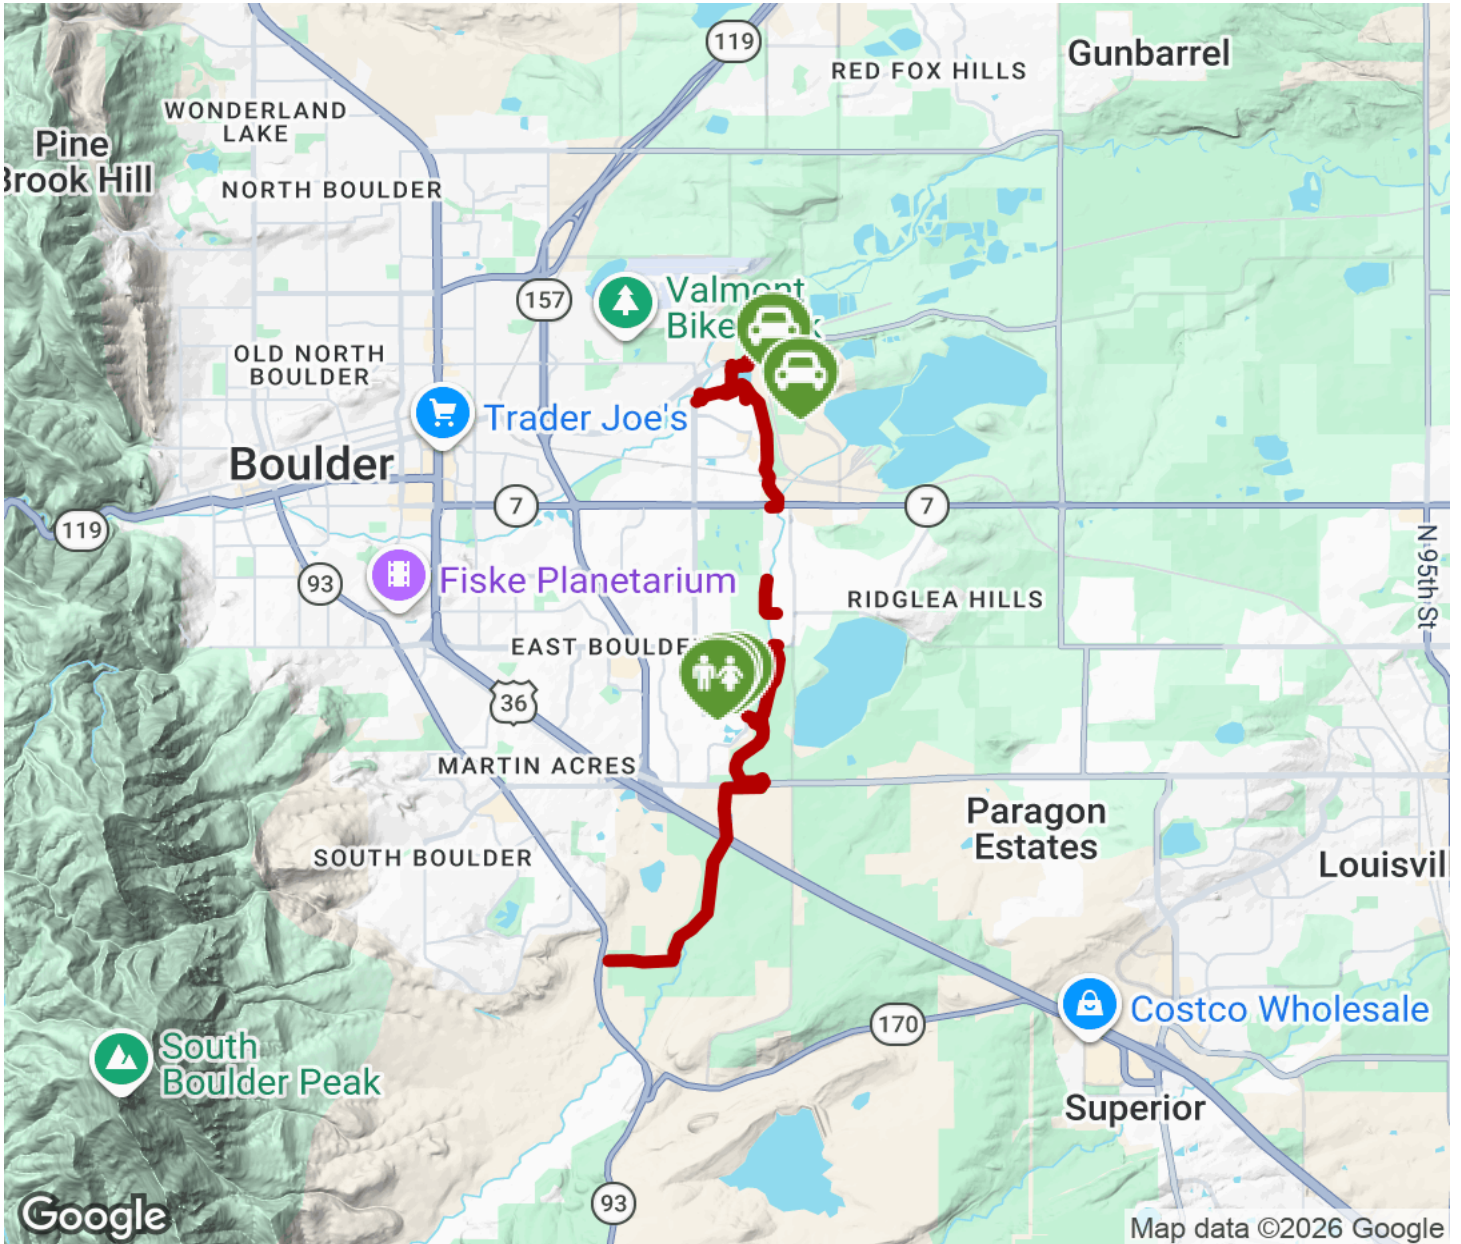 119
Gunbarrel
RED FOX HILLS
WONDERLAND
LAKE
Pine
Brook Hill
NORTH BOULDER
157
Valmont
Bike
k
OLD NORTH
BOULDER
Trader Joe's
Boulder
7
7
119
N 95th St
Fiske Planetarium
93
RIDGLEA HILLS
EAST BOULDE
36
MARTIN ACRES
Paragon
Estates
SOUTH BOULDER
Louisvil
Costco Wholesale
170
South
Boulder Peak
Superior
93
Google
Map data ©2026 Google